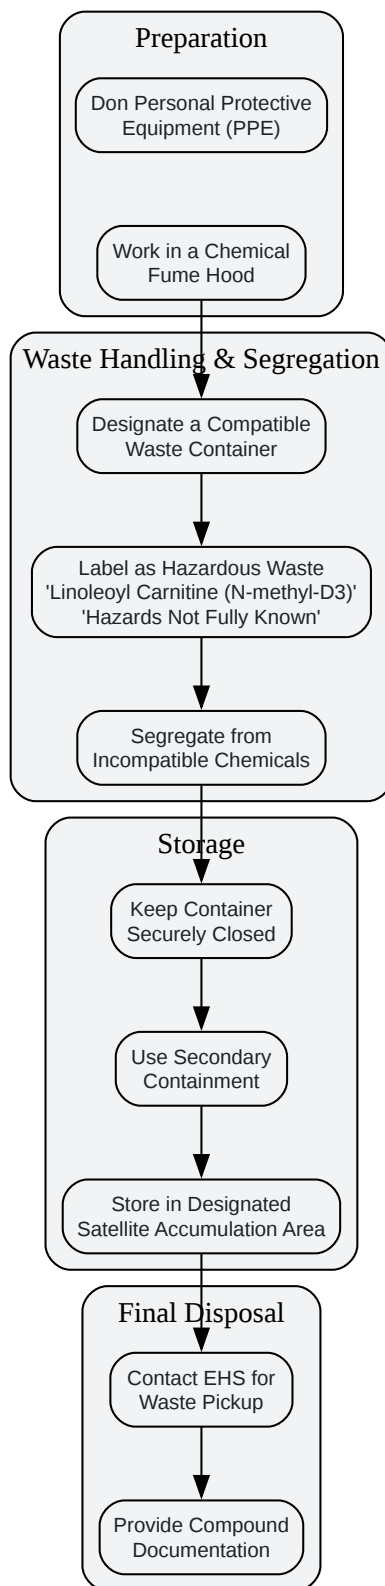 Preparation
Don Personal Protective
Equipment (PPE)
Work in a Chemical
Fume Hood
Waste Handling & Segregation
Designate a Compatible
Waste Container
Label as Hazardous Waste
'Linoleoyl Carnitine (N-methyl-D3)'
'Hazards Not Fully Known'
Segregate from
Incompatible Chemicals
Storage
Keep Container
Securely Closed
Use Secondary
Containment
Store in Designated
Satellite Accumulation Area
Final Disposal
Contact EHS for
Waste Pickup
Provide Compound
Documentation